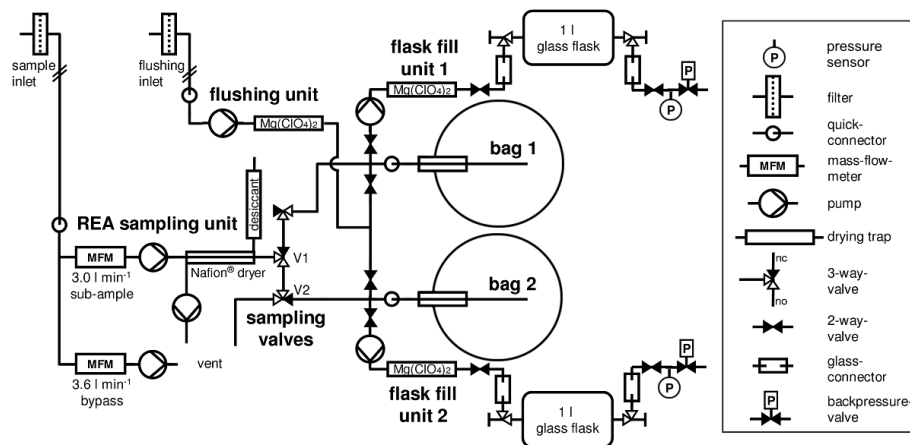 sample
inlet
flushing
inlet
flushing unit
Mg(ClO4)2
flask fill
unit 1
Mg(ClO4)2
1 l
glass flask
P
P
bag 1
desiccant
REA sampling unit
MFM
3.0 l min-1
sub-ample
Nafion® dryer
V1
V2
sampling
valves
bag 2
vent
MFM
3.6 l min-1
bypass
Mg(ClO4)2
flask fill
unit 2
1 l
glass flask
P
P
P
pressure
sensor
filter
quick-
connector
MFM
mass-flow-
meter
pump
drying trap
nc
no
3-way-
valve
2-way-
valve
glass-
connector
P
backpressure-
valve